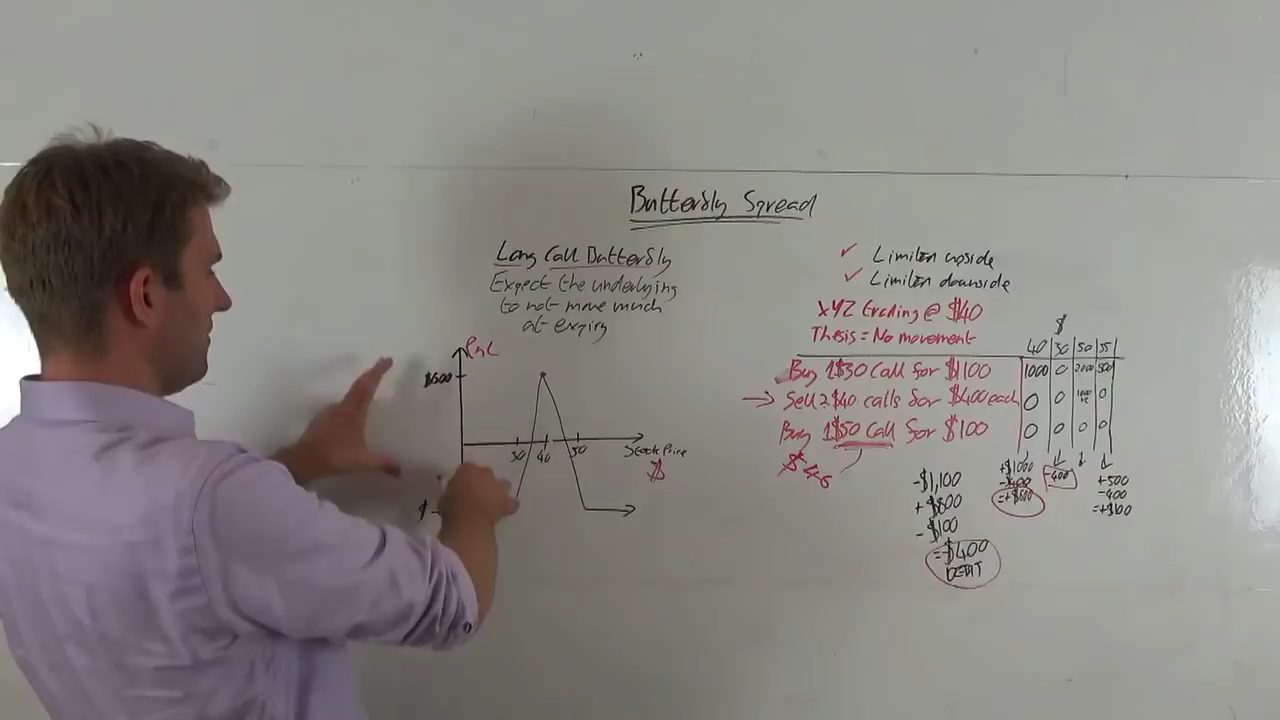 Butterfly Spread
Long Call Butterfly
Expect the underlying
to not move much
at expiry
PnL
$600
30 40 50
Stock Price
$
$
✓ Limited upside
✓ Limited downside
XYZ trading @ $40
Thesis = No movement
$
40 30 50 55
Buy 1 $30 Call for $1100 1000 0 2000
→ Sell 2 $40 calls for $400 each 0 0 0
Buy 1 $50 Call for $100 0 0 0 0
-$1,100
+ $800
- $100
= -$400
DEBIT
+$1000
-$400
= +$600
-400
+500
-400
= +$100